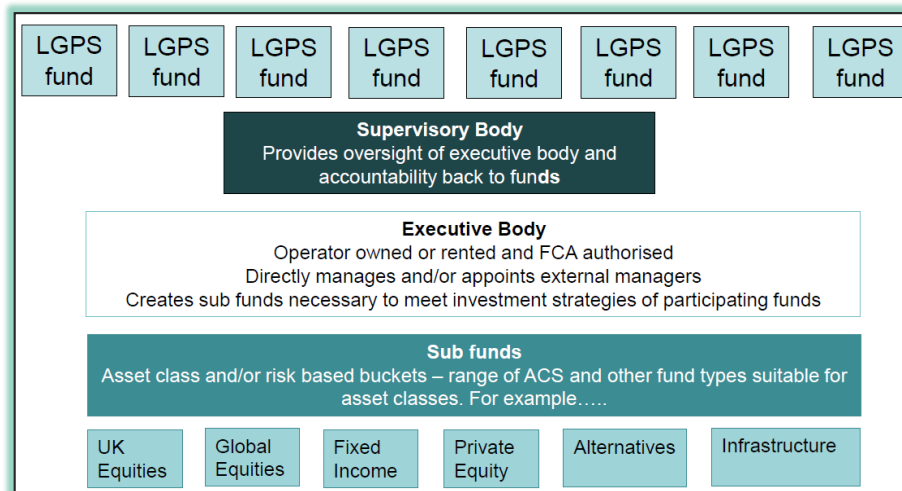 LGPS fund
LGPS fund
LGPS fund
LGPS fund
LGPS fund
LGPS fund
LGPS fund
LGPS fund
Supervisory Body
Provides oversight of executive body and
accountability back to funds
Executive Body
Operator owned or rented and FCA authorised
Directly manages and/or appoints external managers
Creates sub funds necessary to meet investment strategies of participating funds
Sub funds
Asset class and/or risk based buckets – range of ACS and other fund types suitable for
asset classes. For example…..
UK
Equities
Global
Equities
Fixed
Income
Private
Equity
Alternatives
Infrastructure